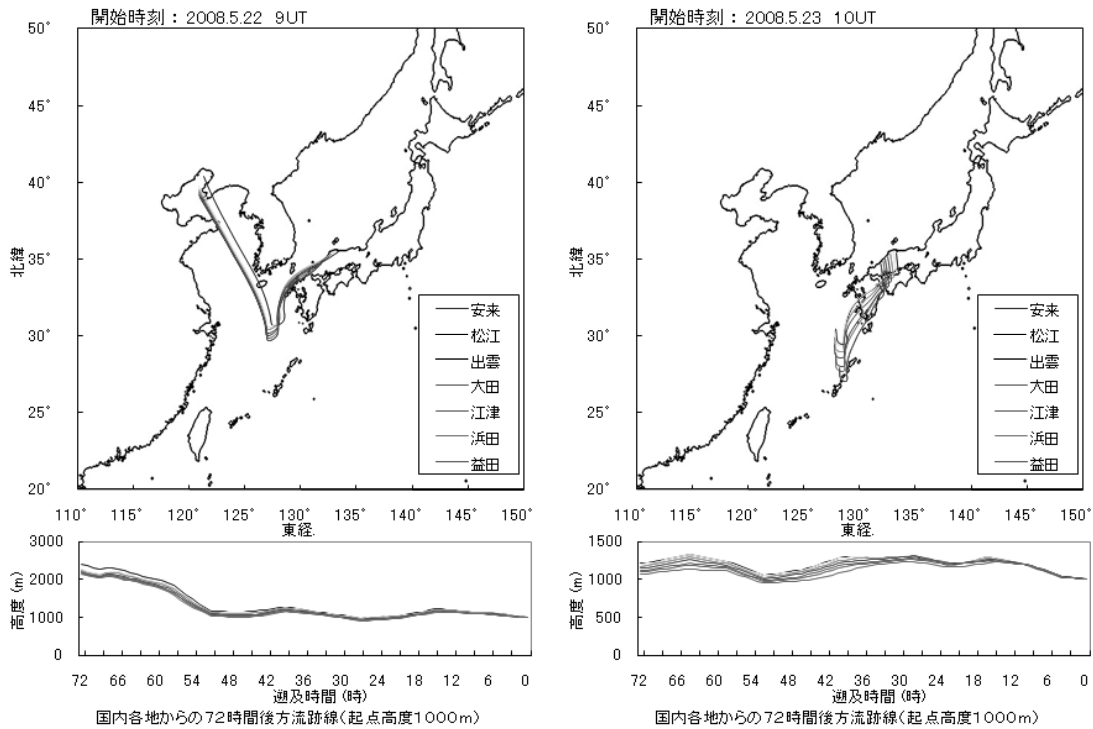 開始時刻： 2008.5.22 9UT
50°
45°
40°
35°
30°
25°
20°
北緯
安来
松江
出雲
大田
江津
浜田
益田
110° 115° 120° 125° 130° 135° 140° 145° 150°
東経.
3000
2000
1000
0
高度(m)
72 66 60 54 48 42 36 30 24 18 12 6 0
遡及時間(時)
国内各地からの72時間後方流跡線(起点高度1000m)
開始時刻： 2008.5.23 10UT
50°
45°
40°
35°
30°
25°
20°
北緯
安来
松江
出雲
大田
江津
浜田
益田
110° 115° 120° 125° 130° 135° 140° 145° 150°
東経.
1500
1000
500
0
高度(m)
72 66 60 54 48 42 36 30 24 18 12 6 0
遡及時間(時)
国内各地からの72時間後方流跡線(起点高度1000m)